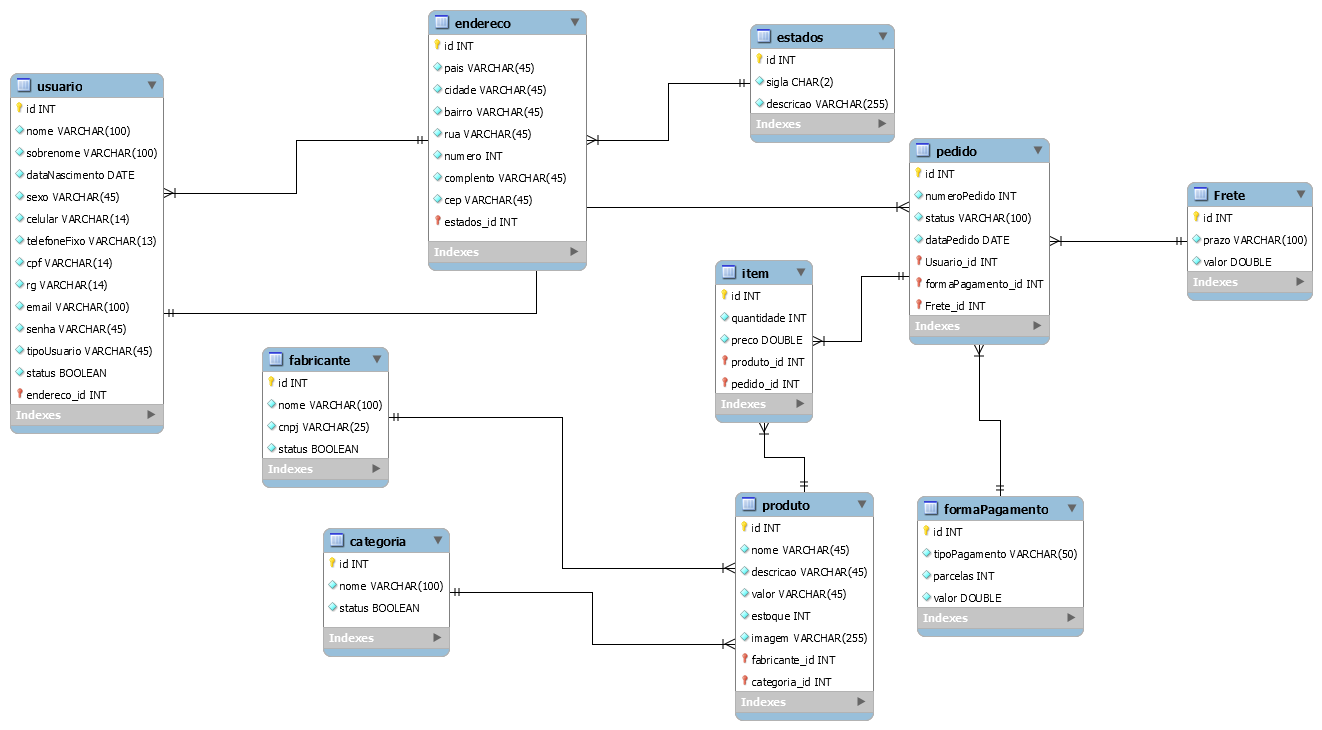 usuario
id INT
nome VARCHAR(100)
sobrenome VARCHAR(100)
dataNascimento DATE
sexo VARCHAR(45)
celular VARCHAR(14)
telefoneFixo VARCHAR(13)
cpf VARCHAR(14)
rg VARCHAR(14)
email VARCHAR(100)
senha VARCHAR(45)
tipoUsuario VARCHAR(45)
status BOOLEAN
endereco_id INT
Indexes
endereco
id INT
pais VARCHAR(45)
cidade VARCHAR(45)
bairro VARCHAR(45)
rua VARCHAR(45)
numero INT
complento VARCHAR(45)
cep VARCHAR(45)
estados_id INT
Indexes
estados
id INT
sigla CHAR(2)
descricao VARCHAR(255)
Indexes
pedido
id INT
numeroPedido INT
status VARCHAR(100)
dataPedido DATE
Usuario_id INT
formaPagamento_id INT
Frete_id INT
Indexes
Frete
id INT
prazo VARCHAR(100)
valor DOUBLE
Indexes
item
id INT
quantidade INT
preco DOUBLE
produto_id INT
pedido_id INT
Indexes
fabricante
id INT
nome VARCHAR(100)
cnpj VARCHAR(25)
status BOOLEAN
Indexes
categoria
id INT
nome VARCHAR(100)
status BOOLEAN
Indexes
produto
id INT
nome VARCHAR(45)
descricao VARCHAR(45)
valor VARCHAR(45)
estoque INT
imagem VARCHAR(255)
fabricante_id INT
categoria_id INT
Indexes
formaPagamento
id INT
tipoPagamento VARCHAR(50)
parcelas INT
valor DOUBLE
Indexes